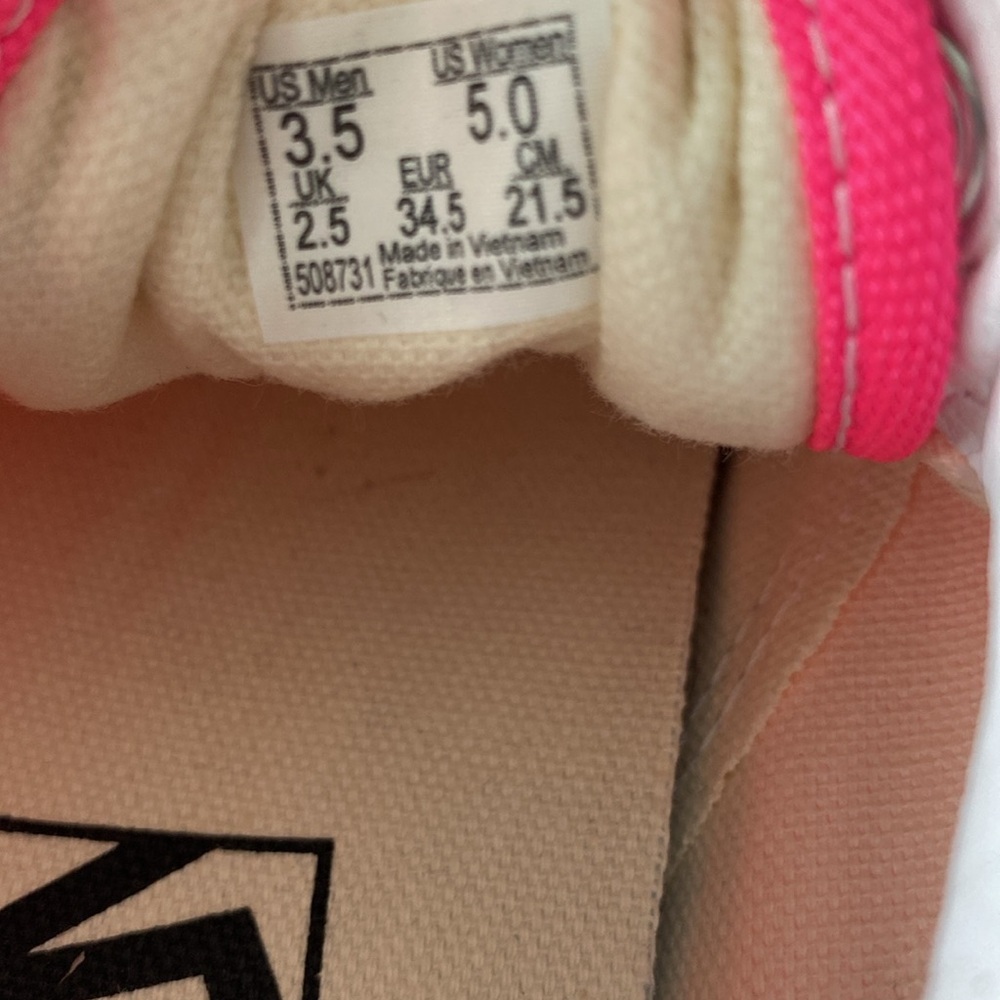 US Men US Women
3.5 5.0
UK EUR CM
2.5 34.5 21.5
508731 Made in Vietnam
Fabrique en Vietnam